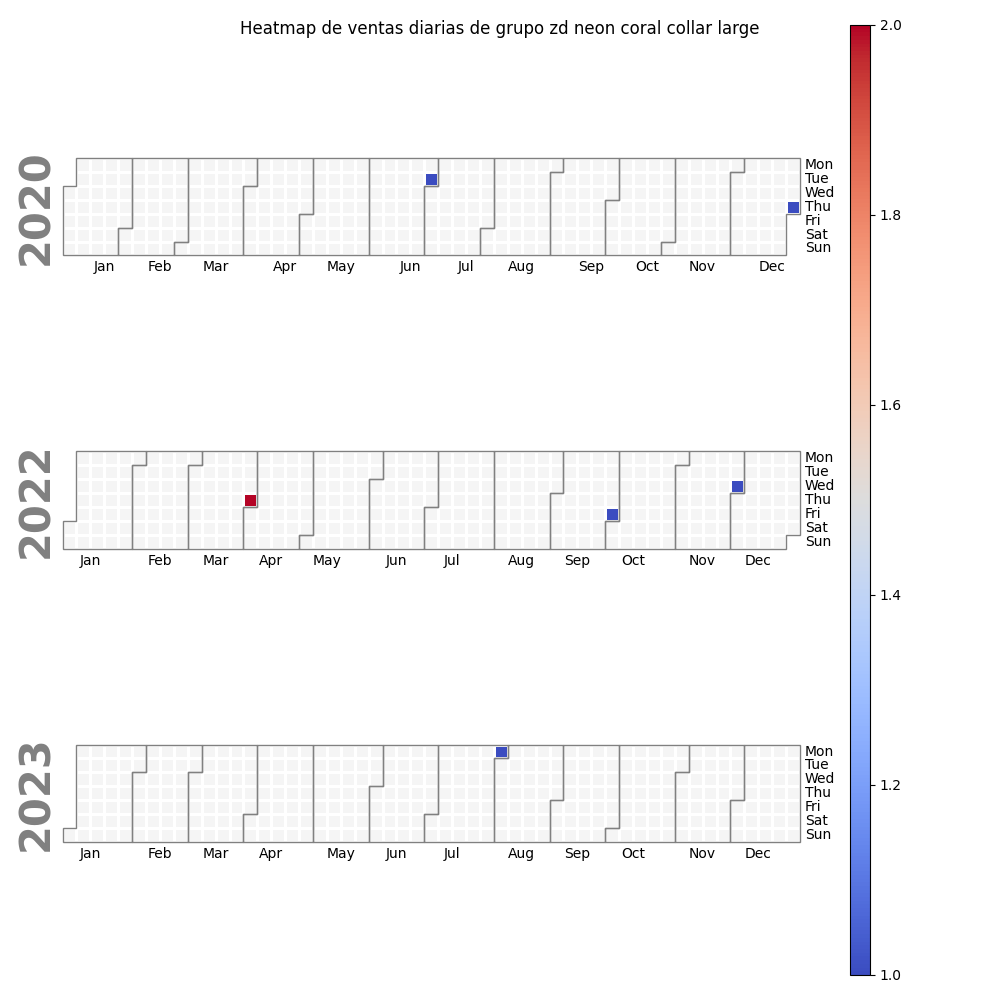 Heatmap de ventas diarias de grupo zd neon coral collar large
2020
Mon
Tue
Wed
Thu
Fri
Sat
Sun
Jan Feb Mar Apr May Jun Jul Aug Sep Oct Nov Dec
2022
Mon
Tue
Wed
Thu
Fri
Sat
Sun
Jan Feb Mar Apr May Jun Jul Aug Sep Oct Nov Dec
2023
Mon
Tue
Wed
Thu
Fri
Sat
Sun
Jan Feb Mar Apr May Jun Jul Aug Sep Oct Nov Dec
2.0
1.8
1.6
1.4
1.2
1.0